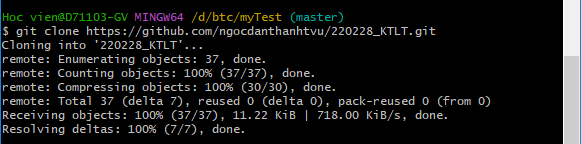 Hoc vien@D71103-GV MINGW64 /d/btc/myTest (master)
$ git clone https://github.com/ngocdanthanhtvu/220228_KTLT.git
Cloning into '220228_KTLT'...
remote: Enumerating objects: 37, done.
remote: Counting objects: 100% (37/37), done.
remote: Compressing objects: 100% (30/30), done.
remote: Total 37 (delta 7), reused 0 (delta 0), pack-reused 0 (from 0)
Receiving objects: 100% (37/37), 11.22 KiB | 718.00 KiB/s, done.
Resolving deltas: 100% (7/7), done.